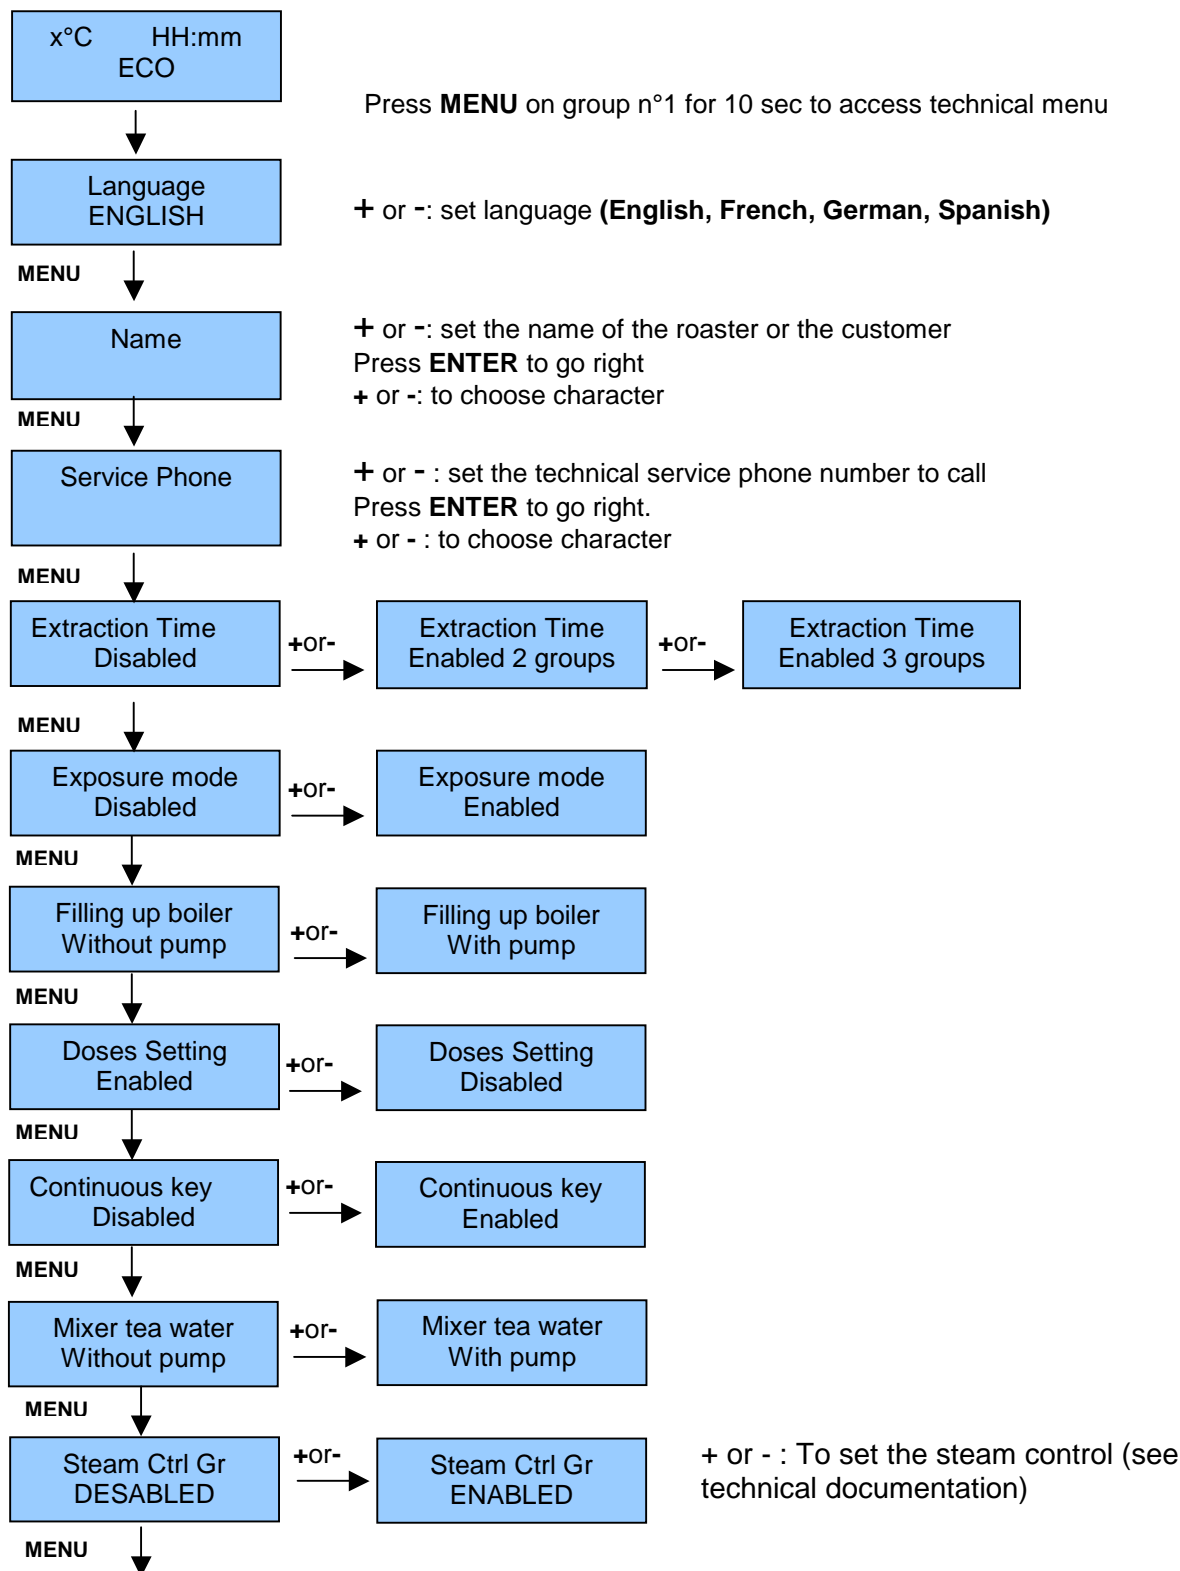 x°C HH:mm
ECO
Press MENU on group n°1 for 10 sec to access technical menu
Language
ENGLISH
+ or -: set language (English, French, German, Spanish)
MENU
Name
+ or -: set the name of the roaster or the customer
Press ENTER to go right
+ or -: to choose character
MENU
Service Phone
+ or - : set the technical service phone number to call
Press ENTER to go right.
+ or - : to choose character
MENU
Extraction Time
Disabled
+or-
Extraction Time
Enabled 2 groups
+or-
Extraction Time
Enabled 3 groups
MENU
Exposure mode
Disabled
+or-
Exposure mode
Enabled
MENU
Filling up boiler
Without pump
+or-
Filling up boiler
With pump
MENU
Doses Setting
Enabled
+or-
Doses Setting
Disabled
MENU
Continuous key
Disabled
+or-
Continuous key
Enabled
MENU
Mixer tea water
Without pump
+or-
Mixer tea water
With pump
MENU
Steam Ctrl Gr
DESABLED
+or-
Steam Ctrl Gr
ENABLED
+ or - : To set the steam control (see
technical documentation)
MENU